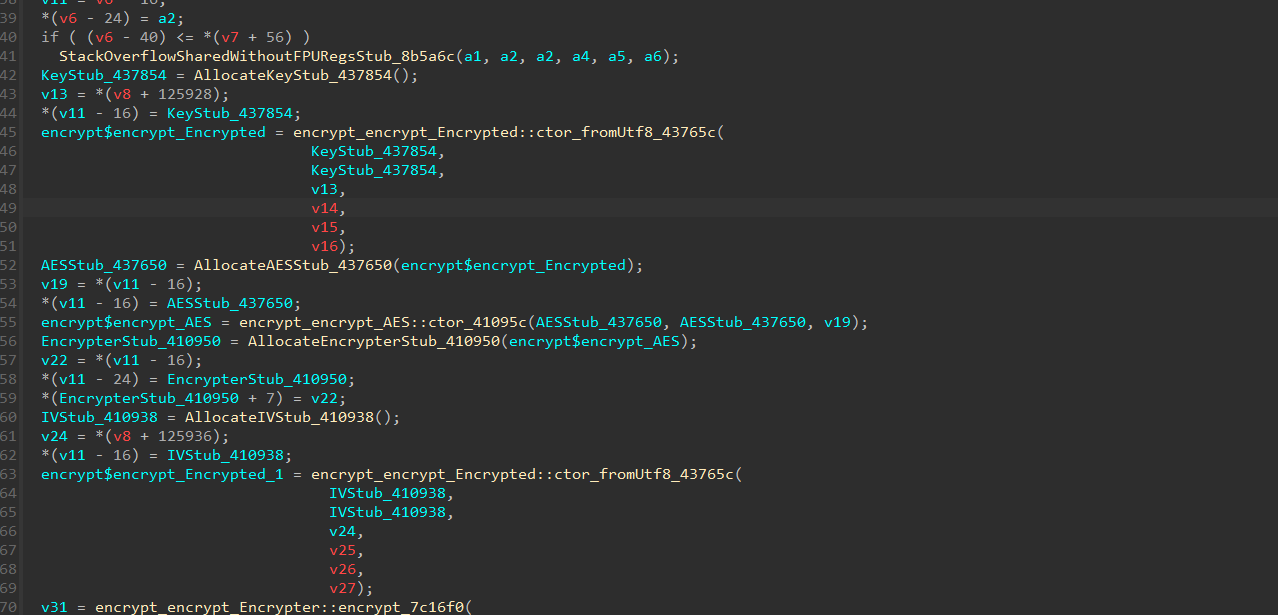 39 *(v6 - 24) = a2;
40 if ( (v6 - 40) <= *(v7 + 56) )
41 StackOverflowSharedWithoutFPURegsStub_8b5a6c(a1, a2, a2, a4, a5, a6);
42 KeyStub_437854 = AllocateKeyStub_437854();
43 v13 = *(v8 + 125928);
44 *(v11 - 16) = KeyStub_437854;
45 encrypt$encrypt_Encrypted = encrypt_encrypt_Encrypted::ctor_fromUtf8_43765c(
46 KeyStub_437854,
47 KeyStub_437854,
48 v13,
49 v14,
50 v15,
51 v16);
52 AESStub_437650 = AllocateAESStub_437650(encrypt$encrypt_Encrypted);
53 v19 = *(v11 - 16);
54 *(v11 - 16) = AESStub_437650;
55 encrypt$encrypt_AES = encrypt_encrypt_AES::ctor_41095c(AESStub_437650, AESStub_437650, v19);
56 EncrypterStub_410950 = AllocateEncrypterStub_410950(encrypt$encrypt_AES);
57 v22 = *(v11 - 16);
58 *(v11 - 24) = EncrypterStub_410950;
59 *(EncrypterStub_410950 + 7) = v22;
60 IVStub_410938 = AllocateIVStub_410938();
61 v24 = *(v8 + 125936);
62 *(v11 - 16) = IVStub_410938;
63 encrypt$encrypt_Encrypted_1 = encrypt_encrypt_Encrypted::ctor_fromUtf8_43765c(
64 IVStub_410938,
65 IVStub_410938,
66 v24,
67 v25,
68 v26,
69 v27);
70 v31 = encrypt_encrypt_Encrypter::encrypt_7c16f0(